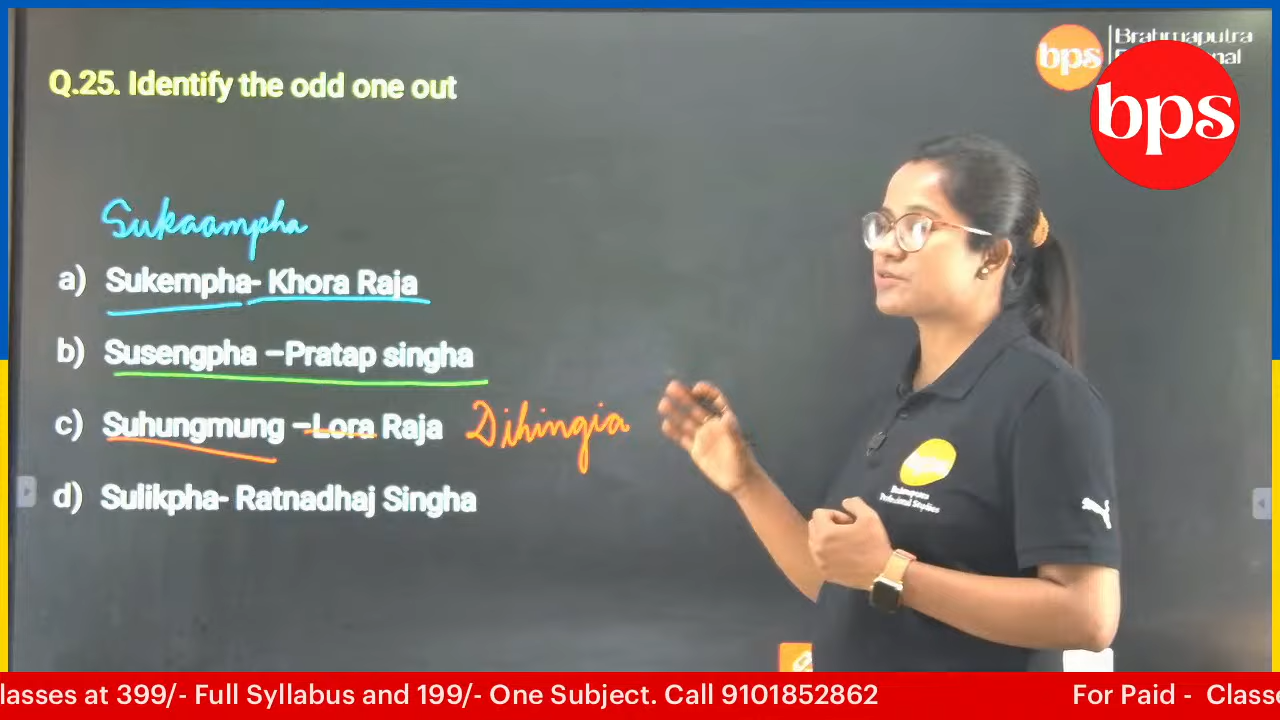 bps
Brahmaputra
bps
Q.25. Identify the odd one out
Sukaampha
a) Sukempha- Khora Raja
b) Susengpha –Pratap singha
c) Suhungmung –Lora Raja Dihingia
d) Sulikpha- Ratnadhaj Singha
lasses at 399/- Full Syllabus and 199/- One Subject. Call 9101852862
For Paid - Classe